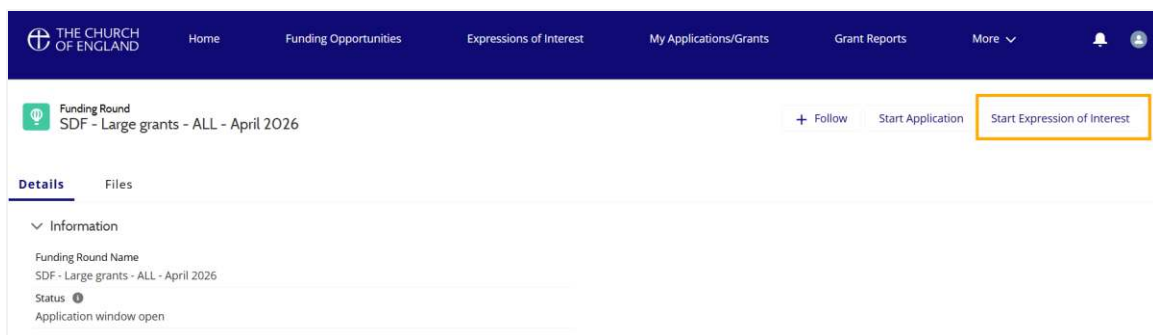 THE CHURCH
OF ENGLAND
Home
Funding Opportunities
Expressions of Interest
My Applications/Grants
Grant Reports
More
Funding Round
SDF - Large grants - ALL - April 2026
+ Follow
Start Application
Start Expression of Interest
Details
Files
Information
Funding Round Name
SDF - Large grants - ALL - April 2026
Status
Application window open